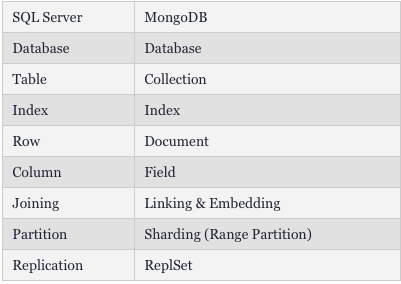 SQL Server MongoDB
Database Database
Table Collection
Index Index
Row Document
Column Field
Joining Linking & Embedding
Partition Sharding (Range Partition)
Replication ReplSet